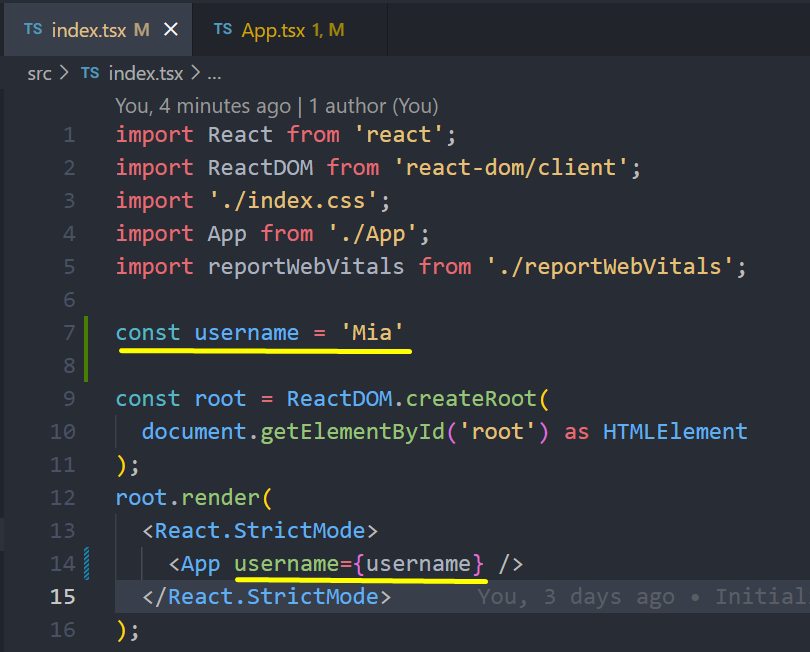 TS index.tsx M × TS App.tsx 1, M
src > TS index.tsx > ...
You, 4 minutes ago | 1 author (You)
1 import React from 'react';
2 import ReactDOM from 'react-dom/client';
3 import './index.css';
4 import App from './App';
5 import reportWebVitals from './reportWebVitals';
6
7 const username = 'Mia'
8
9 const root = ReactDOM.createRoot(
10 document.getElementById('root') as HTMLElement
11 );
12 root.render(
13 <React.StrictMode>
14 <App username={username} />
15 </React.StrictMode> You, 3 days ago • Initial
16 );